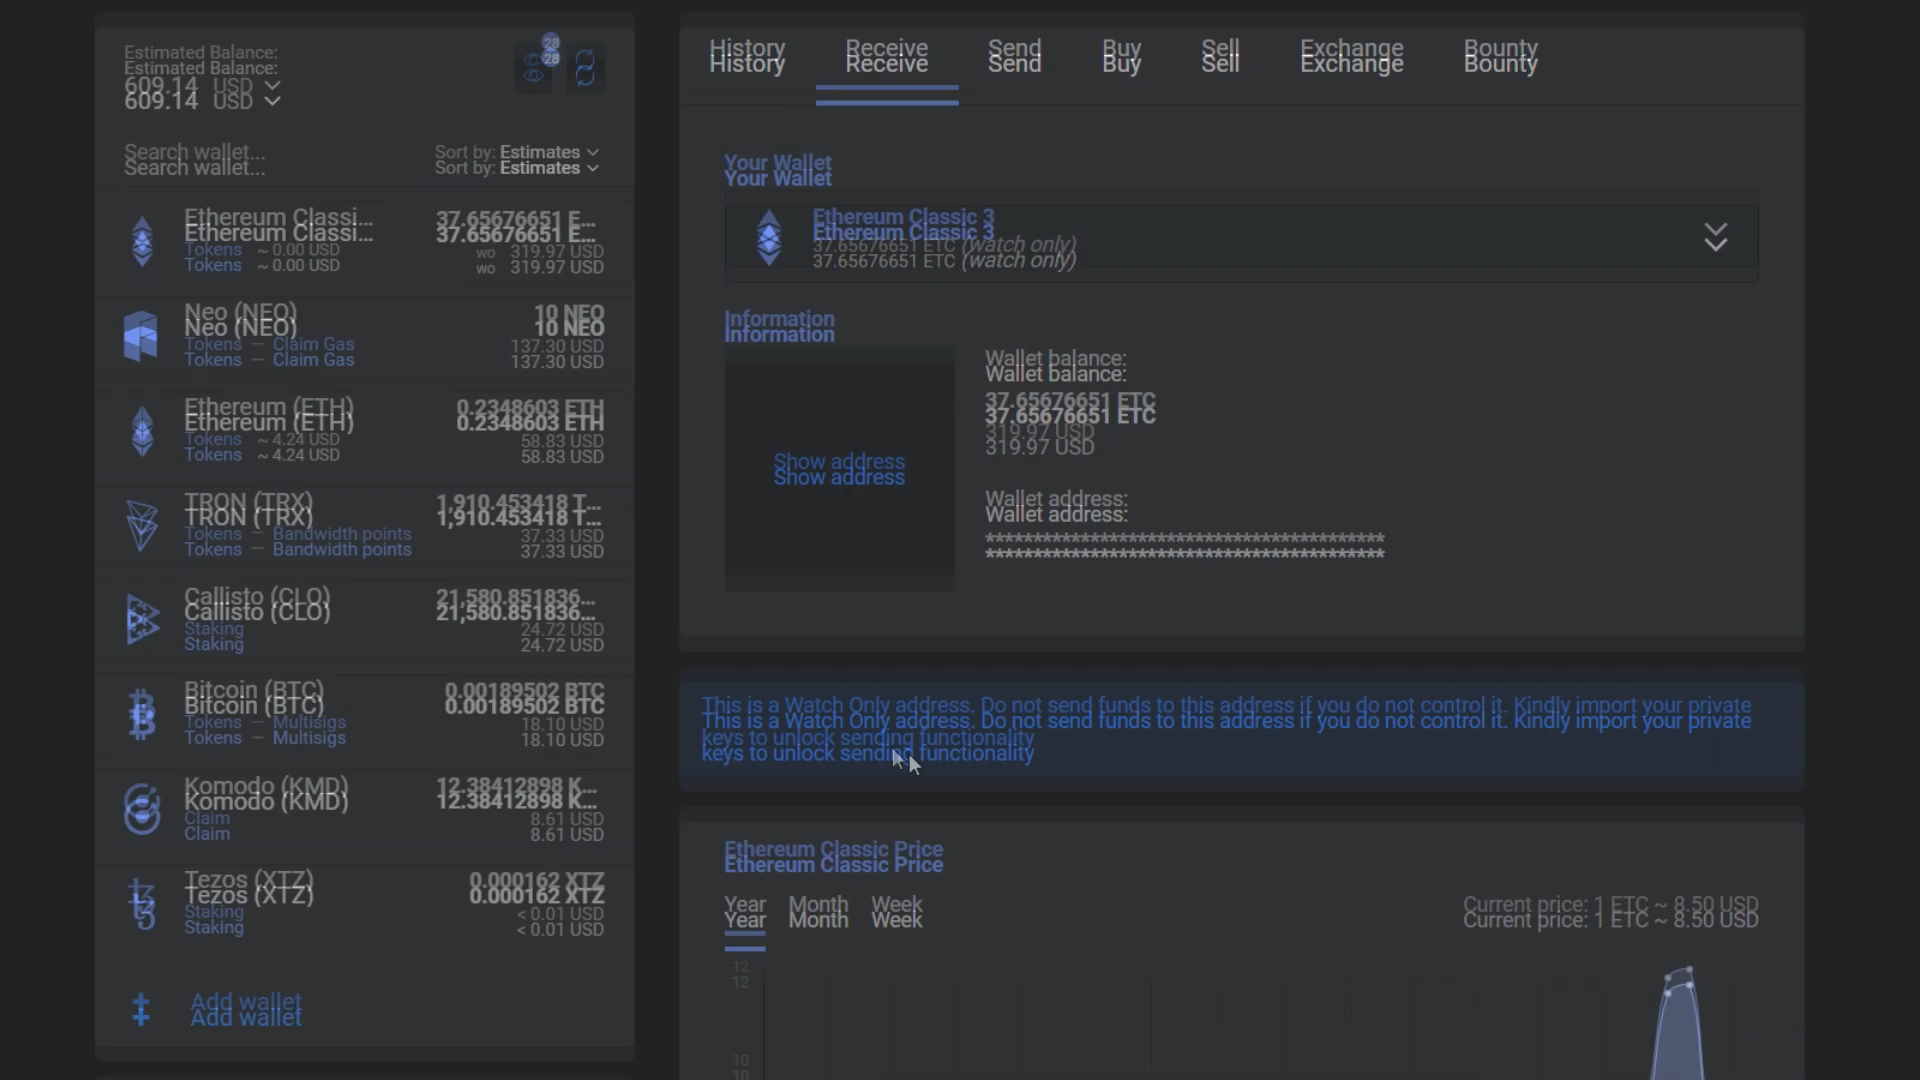 Estimated Balance:
609.14 USD
28
Search wallet...
Sort by: Estimates
Ethereum Classi...
37.65676651 E...
Tokens ~ 0.00 USD
wo 319.97 USD
Neo (NEO)
10 NEO
Tokens — Claim Gas
137.30 USD
Ethereum (ETH)
0.2348603 ETH
Tokens ~ 4.24 USD
58.83 USD
TRON (TRX)
1,910.453418 T...
Tokens — Bandwidth points
37.33 USD
Callisto (CLO)
21,580.851836...
Staking
24.72 USD
Bitcoin (BTC)
0.00189502 BTC
Tokens — Multisigs
18.10 USD
Komodo (KMD)
12.38412898 K...
Claim
8.61 USD
Tezos (XTZ)
0.000162 XTZ
Staking
< 0.01 USD
Add wallet
History Receive Send Buy Sell Exchange Bounty
Your Wallet
Ethereum Classic 3
37.65676651 ETC (watch only)
Information
Show address
Wallet balance:
37.65676651 ETC
319.97 USD
Wallet address:
******************************************
This is a Watch Only address. Do not send funds to this address if you do not control it. Kindly import your private
keys to unlock sending functionality
Ethereum Classic Price
Year Month Week
Current price: 1 ETC ~ 8.50 USD
12
10